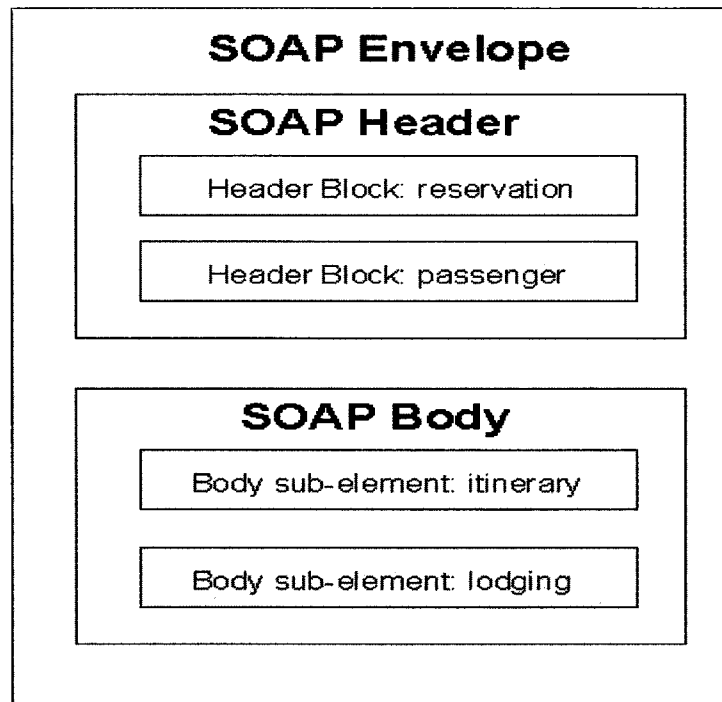 SOAP Envelope
SOAP Header
Header Block: reservation
Header Block: passenger
SOAP Body
Body sub-element: itinerary
Body sub-element: lodging